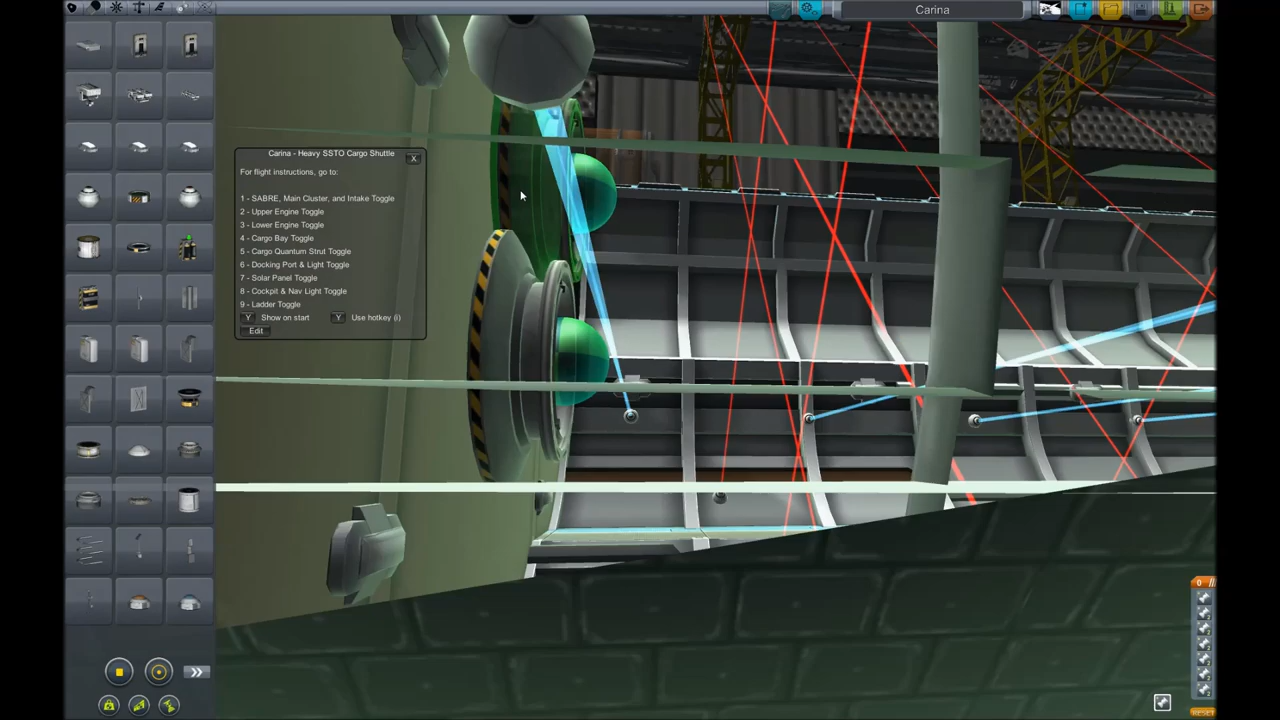 Carina
Carina - Heavy SSTO Cargo Shuttle
X
For flight instructions, go to:
1 - SABRE, Main Cluster, and Intake Toggle
2 - Upper Engine Toggle
3 - Lower Engine Toggle
4 - Cargo Bay Toggle
5 - Cargo Quantum Strut Toggle
6 - Docking Port & Light Toggle
7 - Solar Panel Toggle
8 - Cockpit & Nav Light Toggle
9 - Ladder Toggle
Y Show on start Y Use hotkey (i)
Edit
0